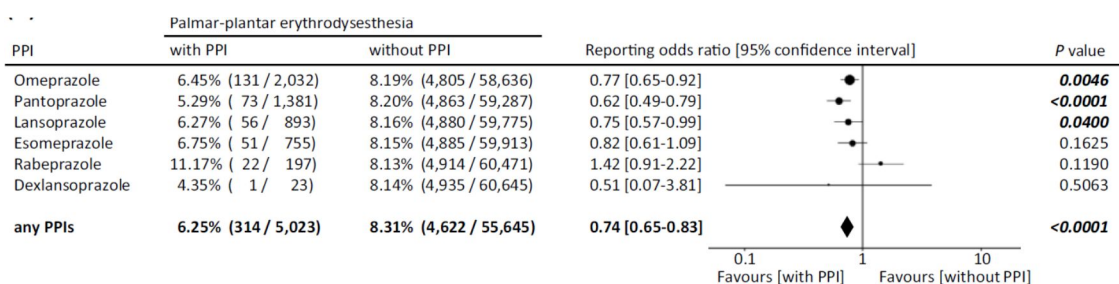 Palmar-plantar erythrodysesthesia
PPI with PPI without PPI Reporting odds ratio [95% confidence interval] P value
Omeprazole 6.45% (131 / 2,032) 8.19% (4,805 / 58,636) 0.77 [0.65-0.92] 0.0046
Pantoprazole 5.29% ( 73 / 1,381) 8.20% (4,863 / 59,287) 0.62 [0.49-0.79] <0.0001
Lansoprazole 6.27% ( 56 / 893) 8.16% (4,880 / 59,775) 0.75 [0.57-0.99] 0.0400
Esomeprazole 6.75% ( 51 / 755) 8.15% (4,885 / 59,913) 0.82 [0.61-1.09] 0.1625
Rabeprazole 11.17% ( 22 / 197) 8.13% (4,914 / 60,471) 1.42 [0.91-2.22] 0.1190
Dexlansoprazole 4.35% ( 1 / 23) 8.14% (4,935 / 60,645) 0.51 [0.07-3.81] 0.5063
any PPIs 6.25% (314 / 5,023) 8.31% (4,622 / 55,645) 0.74 [0.65-0.83] <0.0001
0.1 1 10
Favours [with PPI] Favours [without PPI]